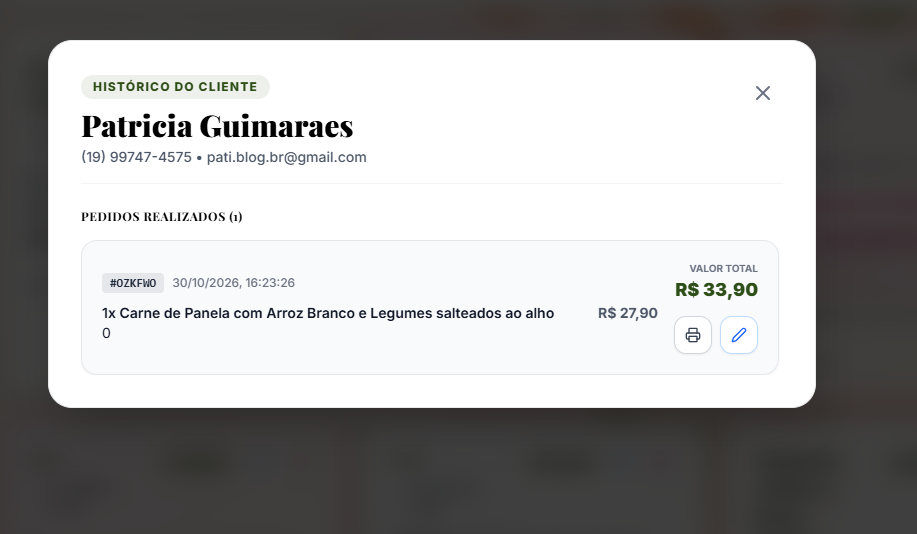 HISTÓRICO DO CLIENTE
Patricia Guimaraes
(19) 99747-4575 • pati.blog.br@gmail.com
PEDIDOS REALIZADOS (1)
#OZKFWO 30/10/2026, 16:23:26
1x Carne de Panela com Arroz Branco e Legumes salteados ao alho R$ 27,90
0
VALOR TOTAL
R$ 33,90